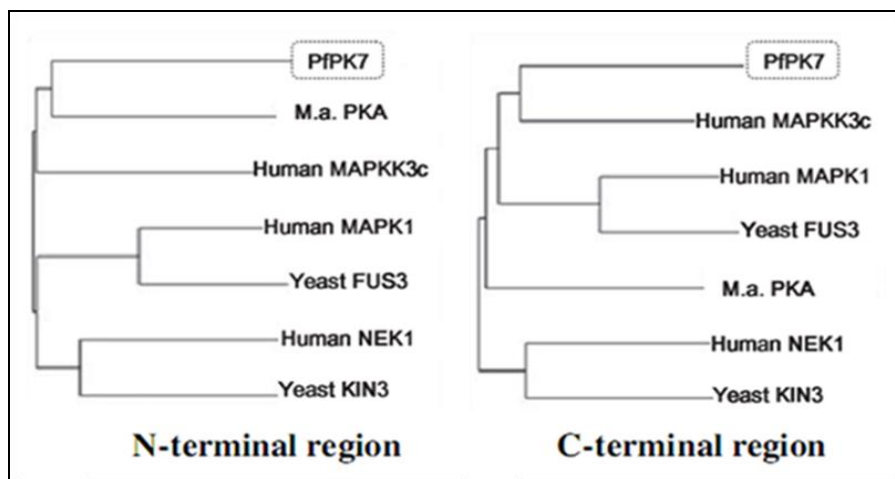 PfPK7
M.a. PKA
Human MAPKK3c
Human MAPK1
Yeast FUS3
Human NEK1
Yeast KIN3
N-terminal region
PfPK7
Human MAPKK3c
Human MAPK1
Yeast FUS3
M.a. PKA
Human NEK1
Yeast KIN3
C-terminal region